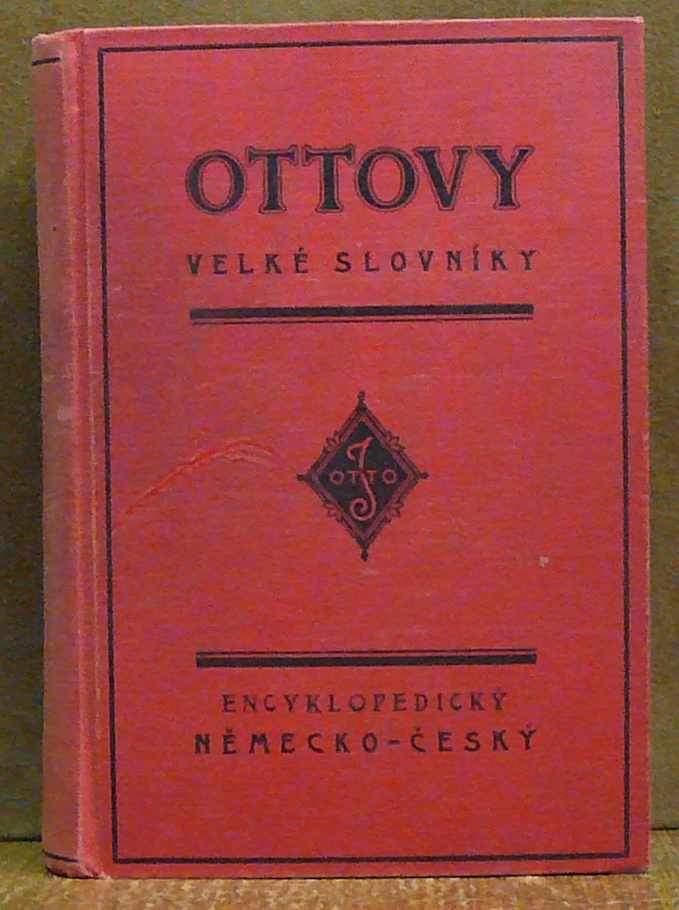 OTTOVY
VELKÉ SLOVNÍKY
J
OTTO
ENCYKLOPEDICKÝ
NĚMECKO-ČESKÝ